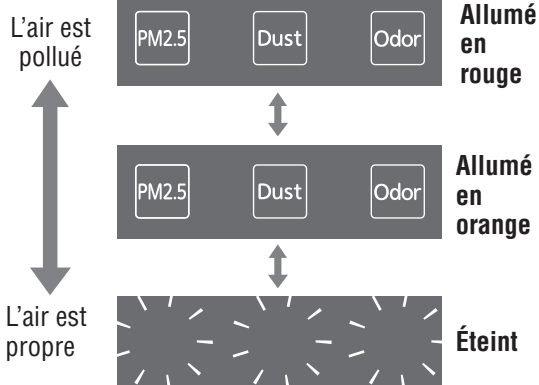 L'air est
pollué
PM2.5 Dust Odor
Allumé
en
rouge
PM2.5 Dust Odor
Allumé
en
orange
L'air est
propre
Éteint